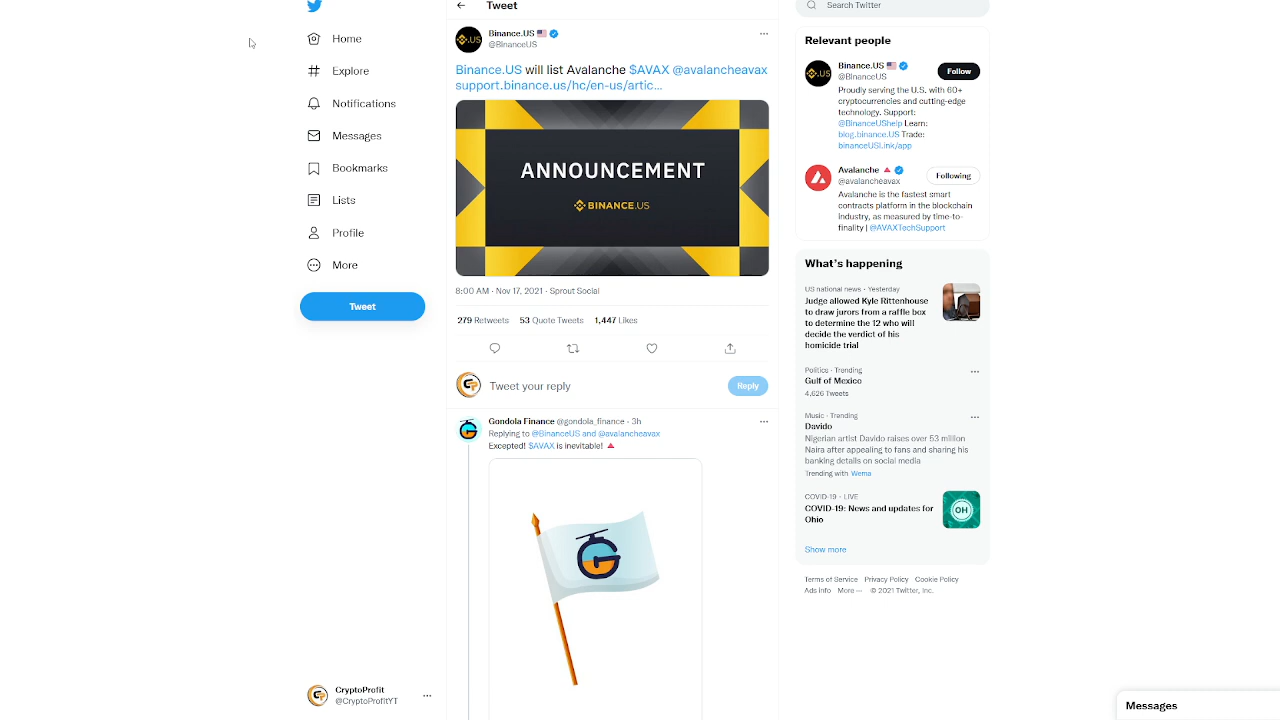 Home
Explore
Notifications
Messages
Bookmarks
Lists
Profile
More
Tweet
CryptoProfit
@CryptoProfitYT
Tweet
Binance.US
@BinanceUS
Binance.US will list Avalanche $AVAX @avalancheavax
support.binance.us/hc/en-us/artic...
ANNOUNCEMENT
BINANCE.US
8:00 AM · Nov 17, 2021 · Sprout Social
279 Retweets 53 Quote Tweets 1,447 Likes
Tweet your reply
Reply
Gondola Finance @gondola_finance · 3h
Replying to @BinanceUS and @avalancheavax
Excepted! $AVAX is inevitable!
Search Twitter
Relevant people
Binance.US
@BinanceUS
Follow
Proudly serving the U.S. with 60+
cryptocurrencies and cutting-edge
technology. Support:
@BinanceUShelp Learn:
blog.binance.US Trade:
binanceUSl.ink/app
Avalanche
@avalancheavax
Following
Avalanche is the fastest smart
contracts platform in the blockchain
industry, as measured by time-to-
finality | @AVAXTechSupport
What's happening
US national news · Yesterday
Judge allowed Kyle Rittenhouse
to draw jurors from a raffle box
to determine the 12 who will
decide the verdict of his
homicide trial
Politics · Trending
Gulf of Mexico
4,626 Tweets
Music · Trending
Davido
Nigerian artist Davido raises over 53 million
Naira after appealing to fans and sharing his
banking details on social media
Trending with Wema
COVID-19 · LIVE
COVID-19: News and updates for
Ohio
OH
Show more
Terms of Service Privacy Policy Cookie Policy
Ads info More ··· © 2021 Twitter, Inc.
Messages